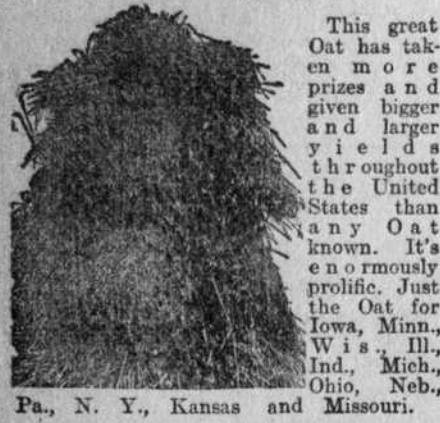 This great
Oat has tak-
en more
prizes and
given bigger
and larger
yields
throughout
the United
States than
any Oat
known. It's
enormously
prolific. Just
the Oat for
Iowa, Minn.,
Wis., Ill.,
Ind., Mich.,
Ohio, Neb.,
Pa., N. Y., Kansas and Missouri.